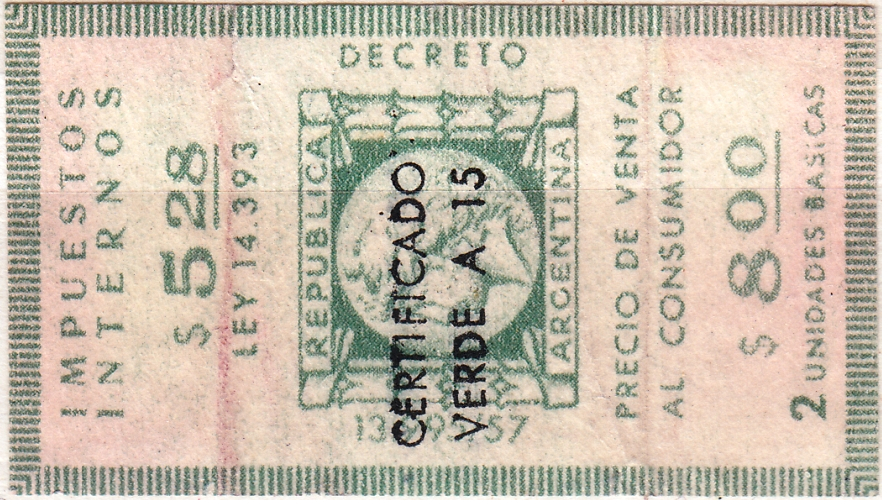 IMPUESTOS
INTERNOS
$ 5 28
LEY 14.393
DECRETO
REPUBLICA
ARGENTINA
CERTIFICADO
VERDE A 15
PRECIO DE VENTA
AL CONSUMIDOR
$ 8 00
2 UNIDADES BASICAS